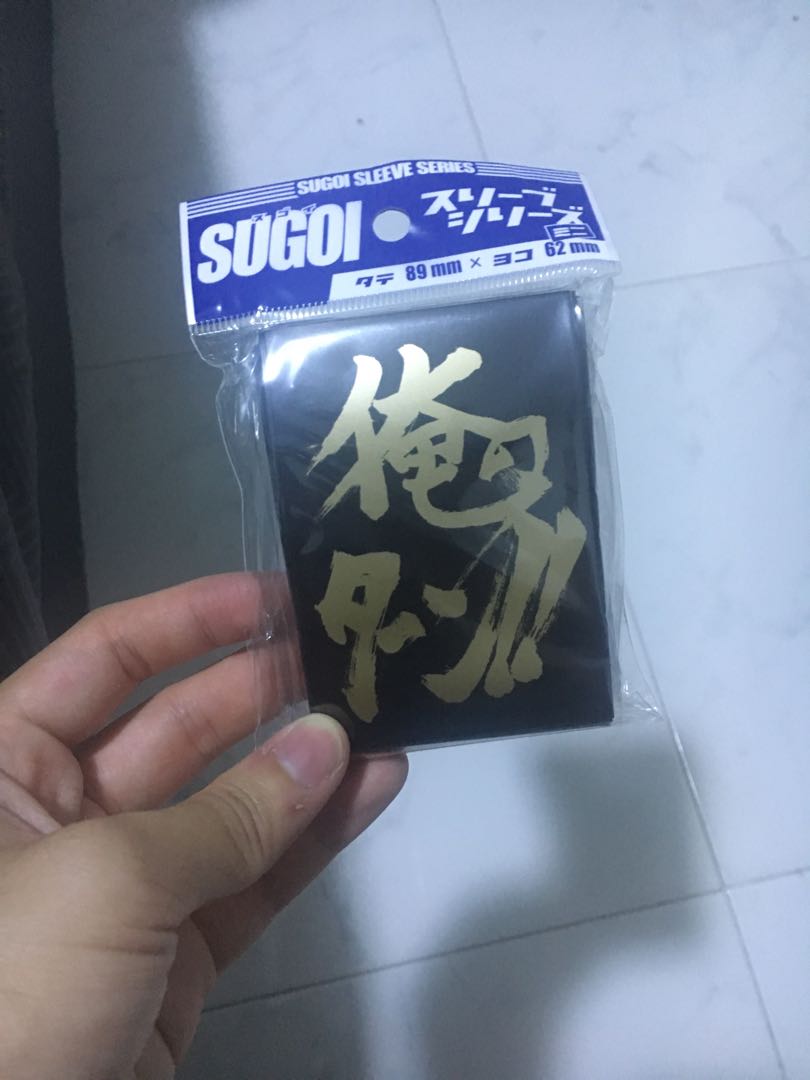 SUGOI SLEEVE SERIES
スゴイ
SUGOI
スリーブ
シリーズ
ミニ
タテ 89mm × ヨコ 62mm
俺の
ターン!!